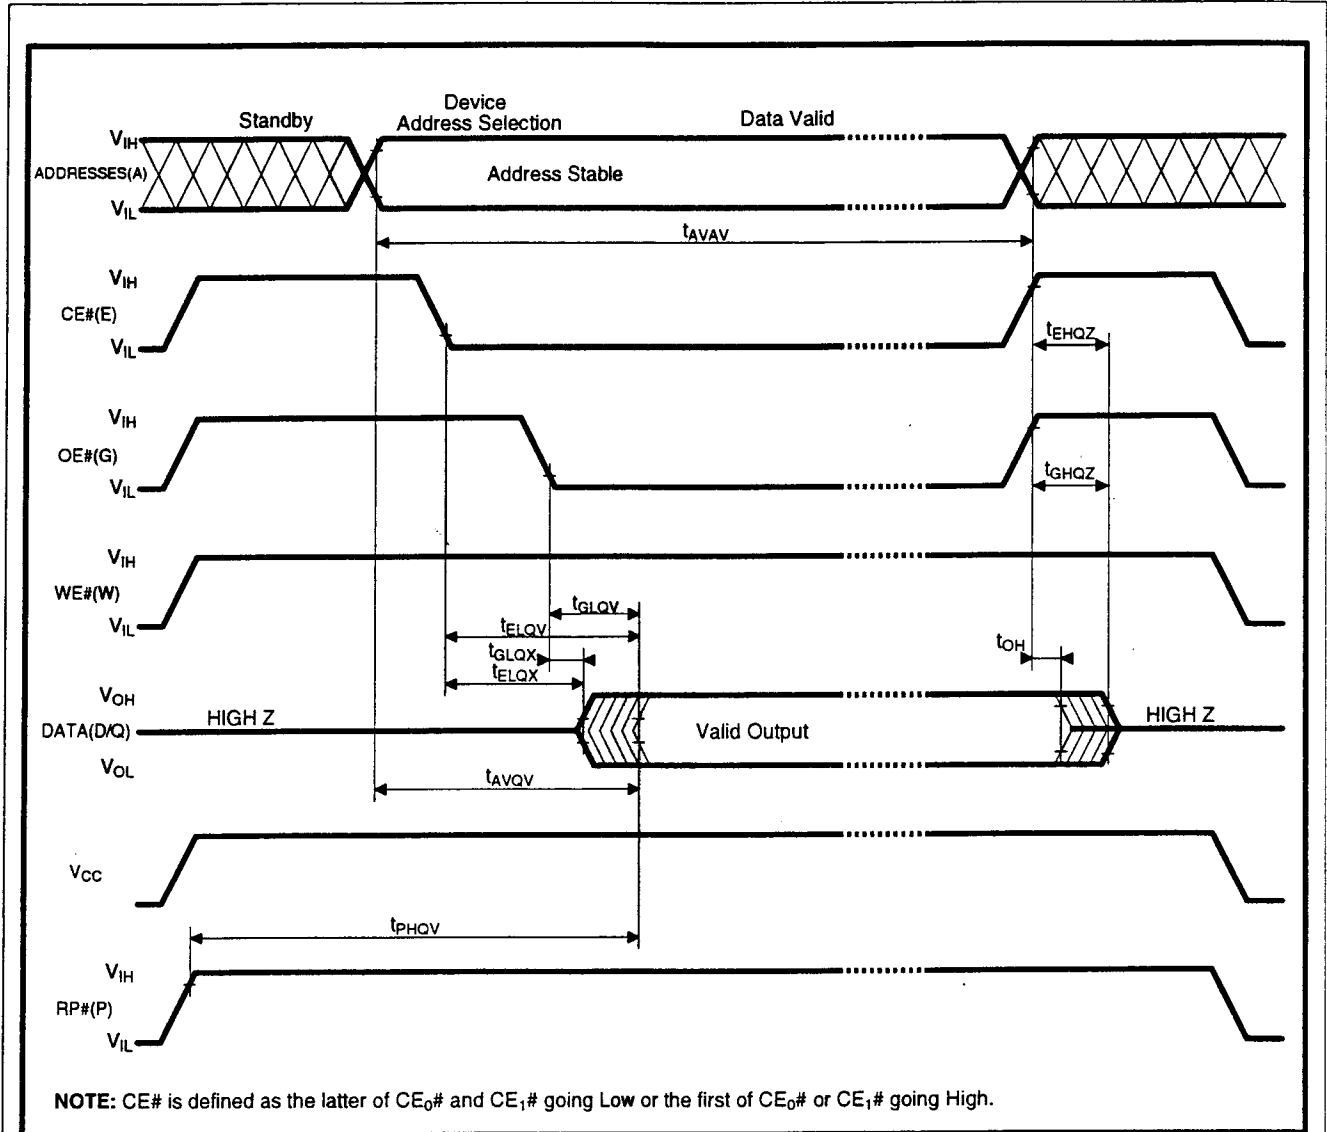 Standby
Device
Address Selection
Data Valid
VIH
ADDRESSES(A)
Address Stable
VIL
tAVAV
VIH
CE#(E)
VIL
tEHQZ
VIH
OE#(G)
VIL
tGHQZ
VIH
WE#(W)
VIL
tGLQV
tELQV
tGLQX
tELQX
tOH
VOH
DATA(D/Q)
HIGH Z
Valid Output
HIGH Z
VOL
tAVQV
VCC
tPHQV
VIH
RP#(P)
VIL
NOTE: CE# is defined as the latter of CE0# and CE1# going Low or the first of CE0# or CE1# going High.